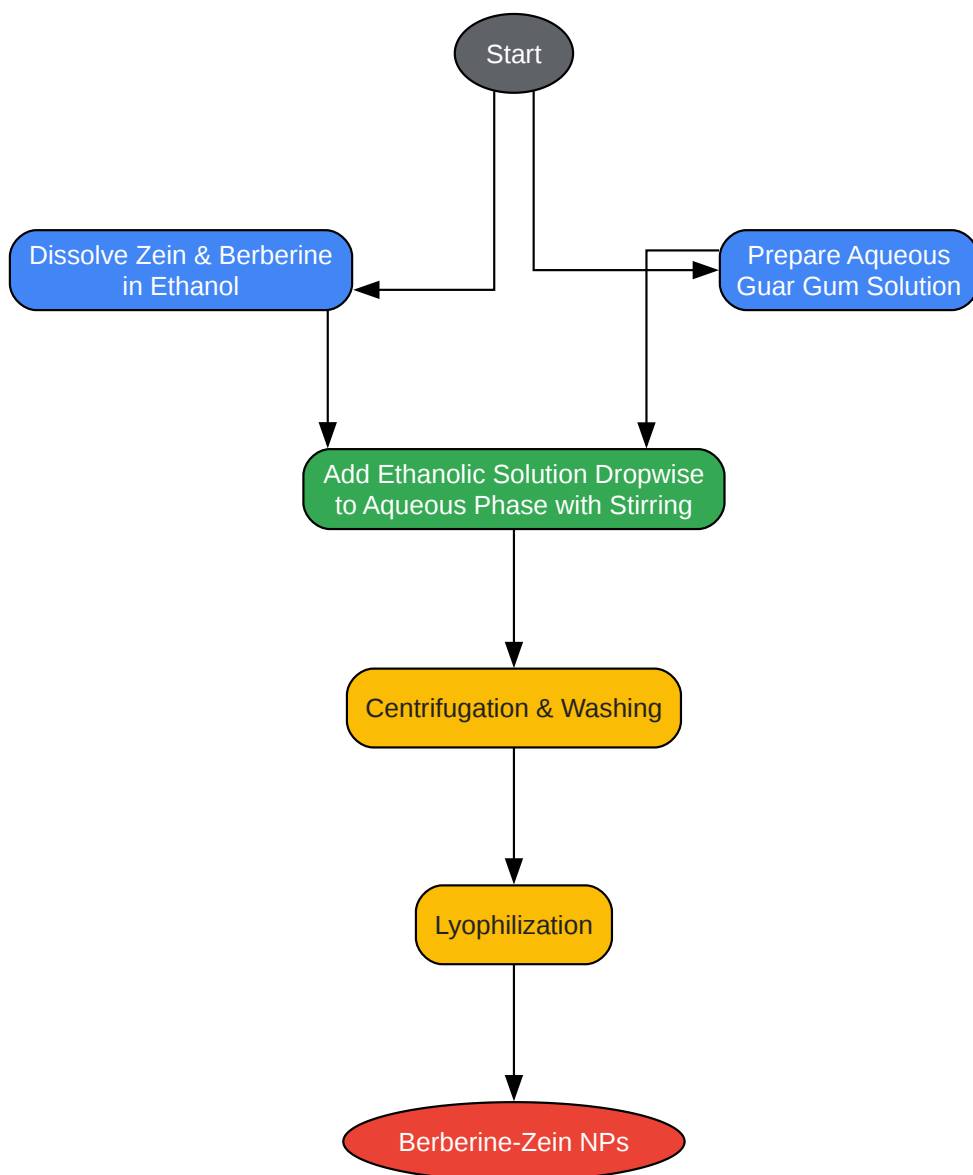 Start
Dissolve Zein & Berberine
in Ethanol
Prepare Aqueous
Guar Gum Solution
Add Ethanolic Solution Dropwise
to Aqueous Phase with Stirring
Centrifugation & Washing
Lyophilization
Berberine-Zein NPs